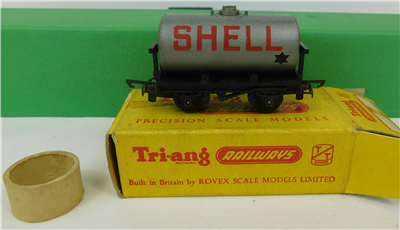 SHELL
PRECISION SCALE MODELS
Tri-ang RAILWAYS
Built in Britain by ROVEX SCALE MODELS LIMITED